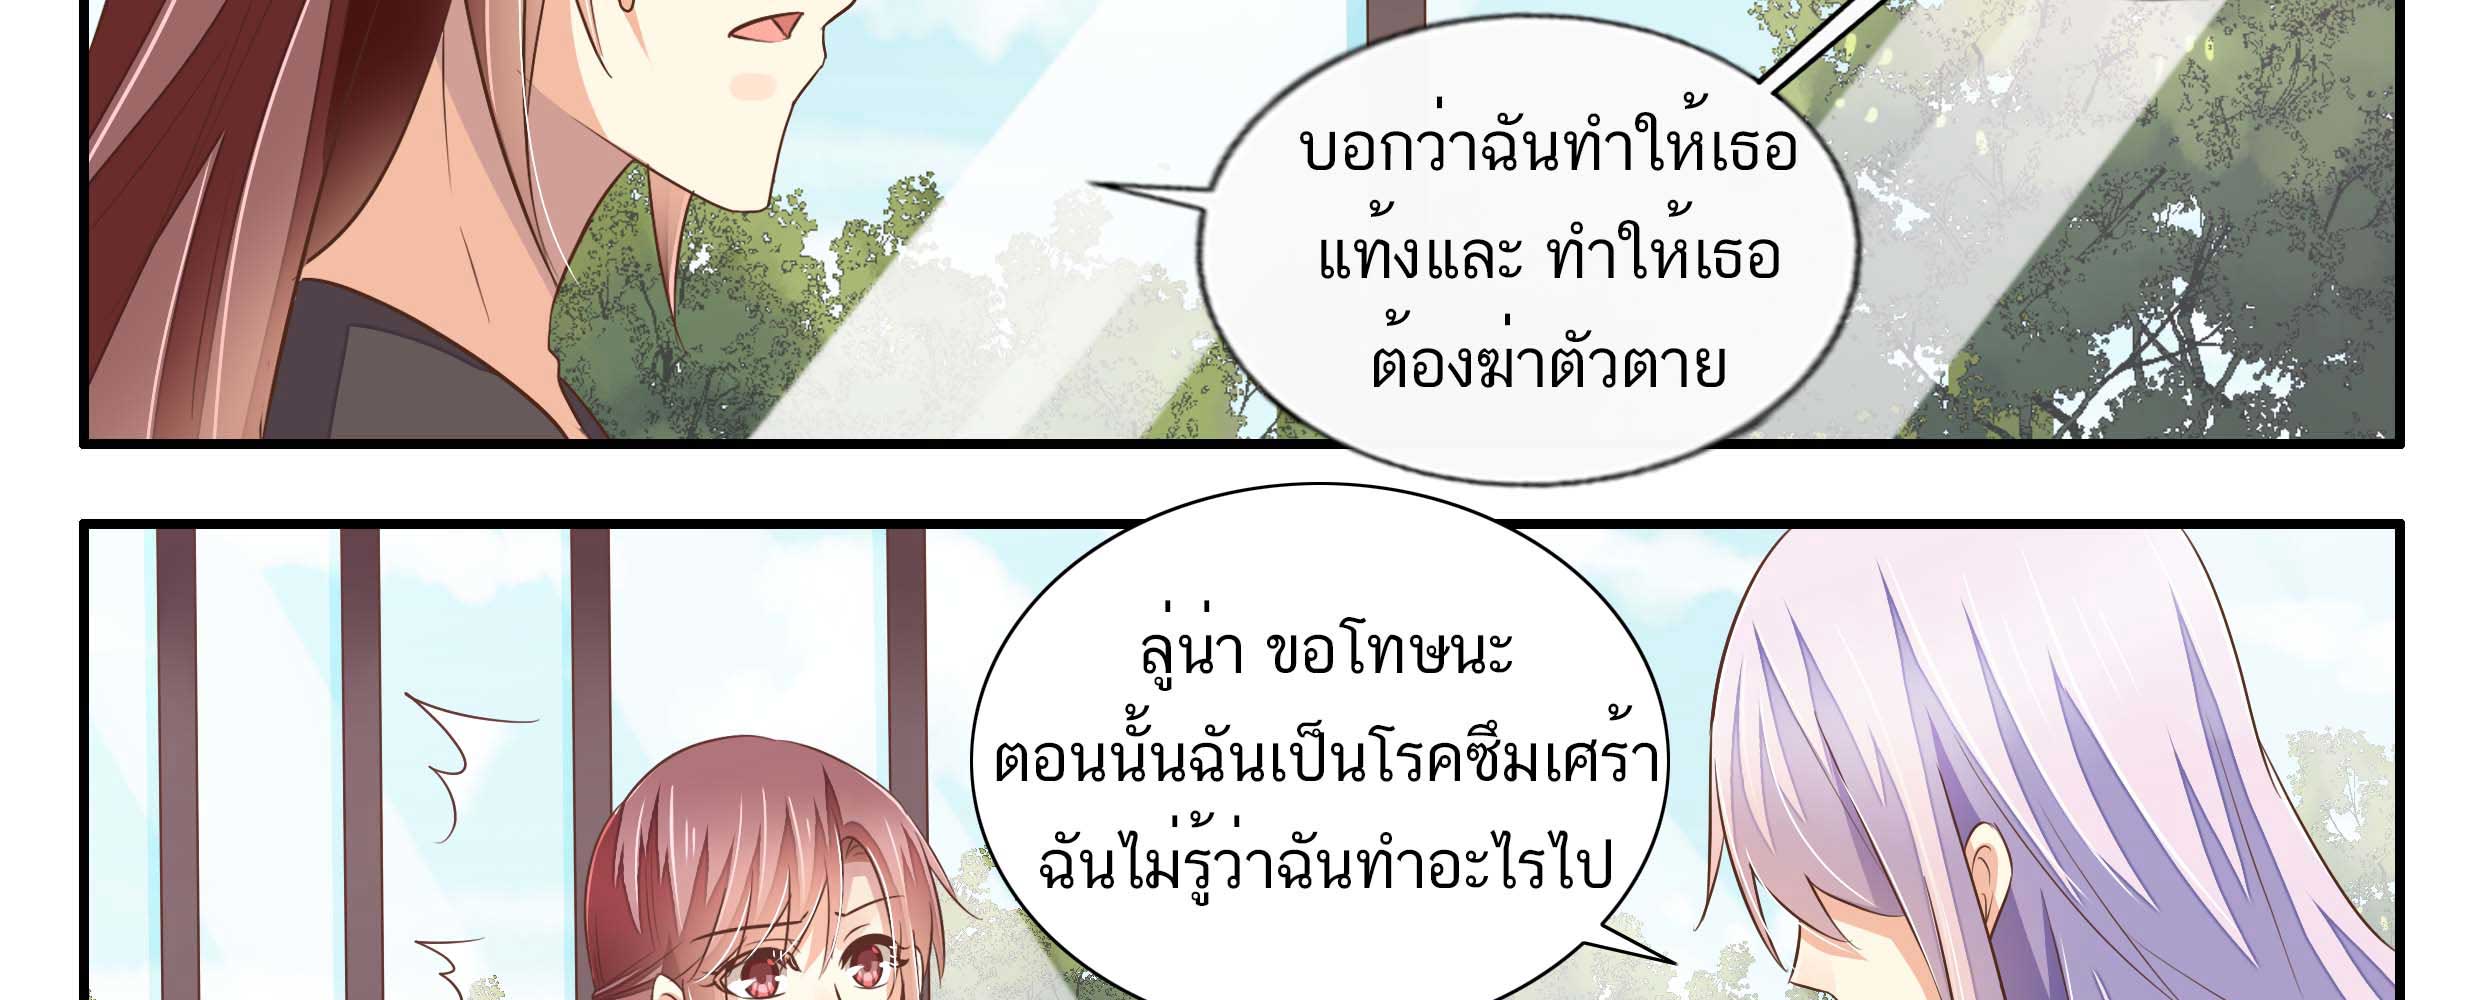 บอกว่าฉันทำให้เธอ
แท้งและ ทำให้เธอ
ต้องฆ่าตัวตาย
ลู่น่า ขอโทษนะ
ตอนนั้นฉันเป็นโรคซึมเศร้า
ฉันไม่รู้ว่าฉันทำอะไรไป